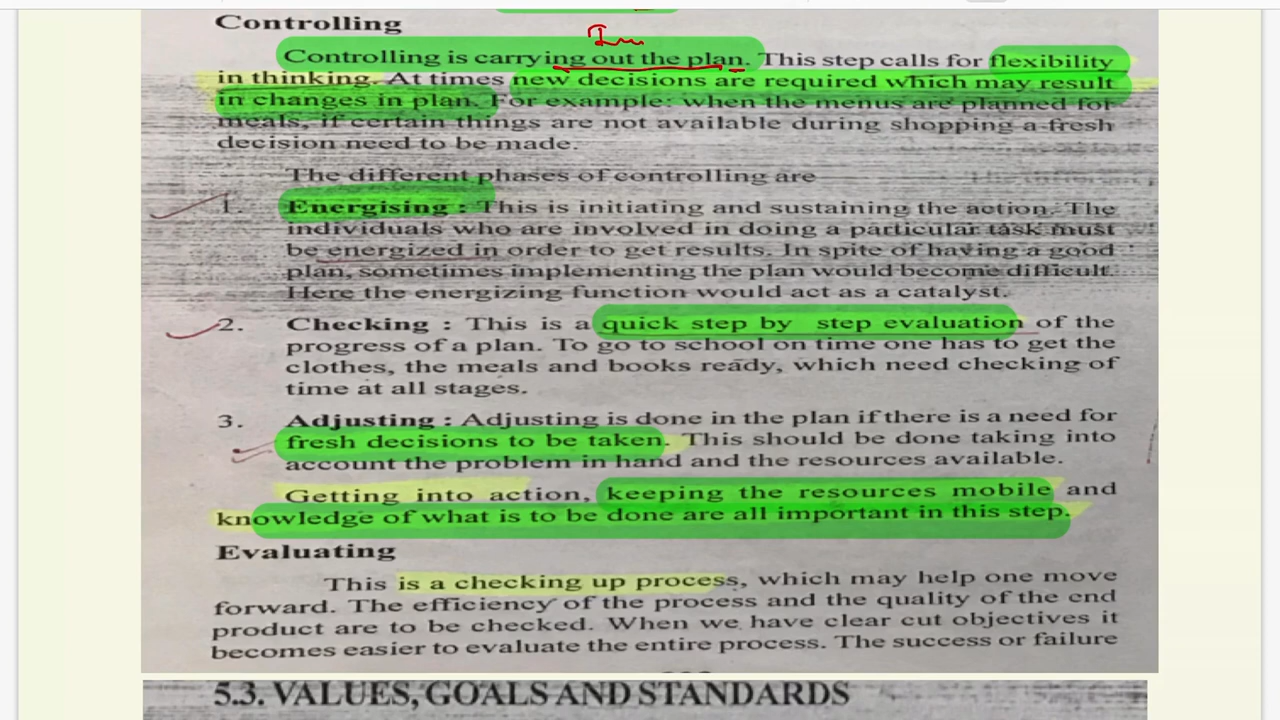 Controlling
Controlling is carrying out the plan. This step calls for flexibility
in thinking. At times new decisions are required which may result
in changes in plan. For example: when the menus are planned for
meals, if certain things are not available during shopping a fresh
decision need to be made.
The different phases of controlling are
1. Energising : This is initiating and sustaining the action. The
individuals who are involved in doing a particular task must
be energized in order to get results. In spite of having a good
plan, sometimes implementing the plan would become difficult.
Here the energizing function would act as a catalyst.
2. Checking : This is a quick step by step evaluation of the
progress of a plan. To go to school on time one has to get the
clothes, the meals and books ready, which need checking of
time at all stages.
3. Adjusting : Adjusting is done in the plan if there is a need for
fresh decisions to be taken. This should be done taking into
account the problem in hand and the resources available.
Getting into action, keeping the resources mobile and
knowledge of what is to be done are all important in this step.
Evaluating
This is a checking up process, which may help one move
forward. The efficiency of the process and the quality of the end
product are to be checked. When we have clear cut objectives it
becomes easier to evaluate the entire process. The success or failure
5.3. VALUES, GOALS AND STANDARDS